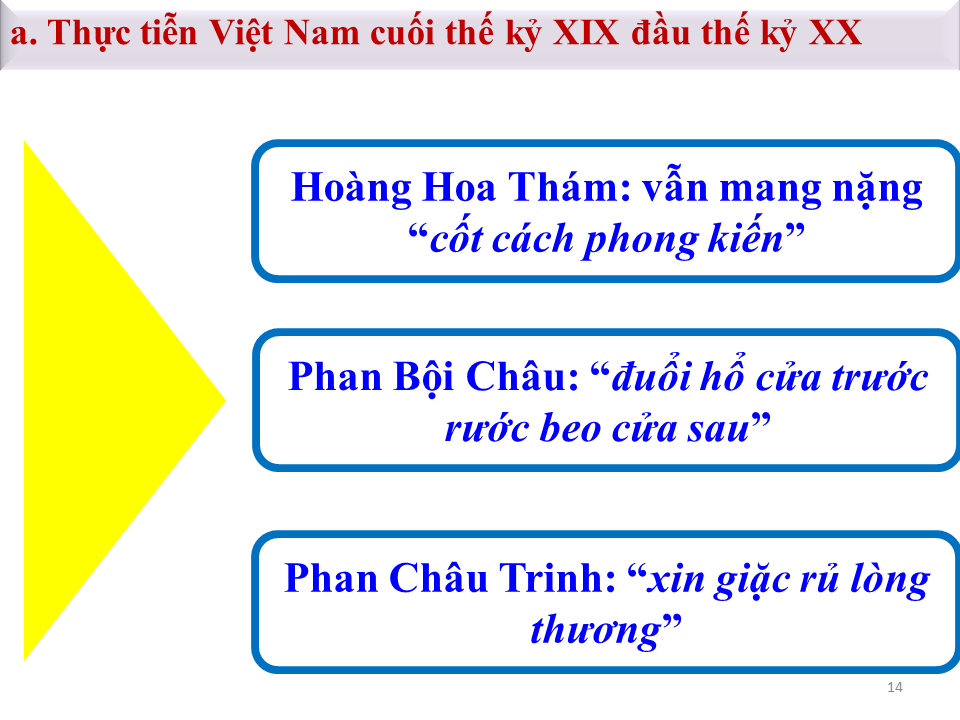 a. Thực tiễn Việt Nam cuối thế kỷ XIX đầu thế kỷ XX
Hoàng Hoa Thám: vẫn mang nặng
“cốt cách phong kiến”
Phan Bội Châu: “đuổi hổ cửa trước
rước beo cửa sau”
Phan Châu Trinh: “xin giặc rủ lòng
thương”
14